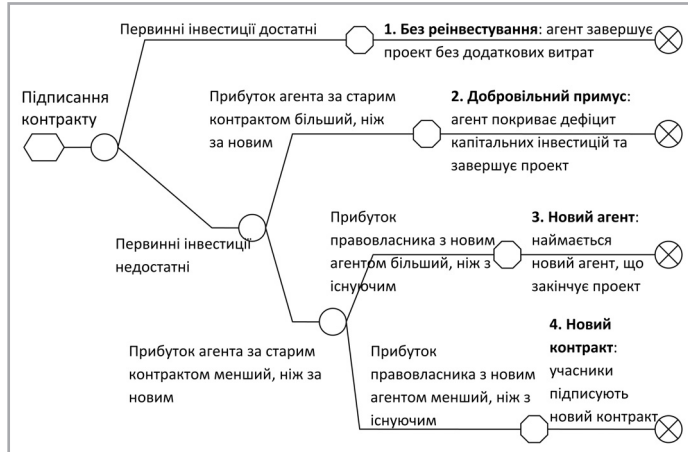 Первинні інвестиції достатні
1. Без реінвестування: агент завершує
проект без додаткових витрат
Підписання
контракту
Прибуток агента за старим
контрактом більший, ніж
за новим
2. Добровільний примус:
агент покриває дефіцит
капітальних інвестицій та
завершує проект
Первинні інвестиції
недостатні
Прибуток
правовласника з новим
агентом більший, ніж з
існуючим
3. Новий агент:
наймається
новий агент, що
закінчує проект
Прибуток агента за старим
контрактом менший, ніж за
новим
Прибуток
правовласника з новим
агентом менший, ніж з
існуючим
4. Новий
контракт:
учасники
підписують
новий контракт